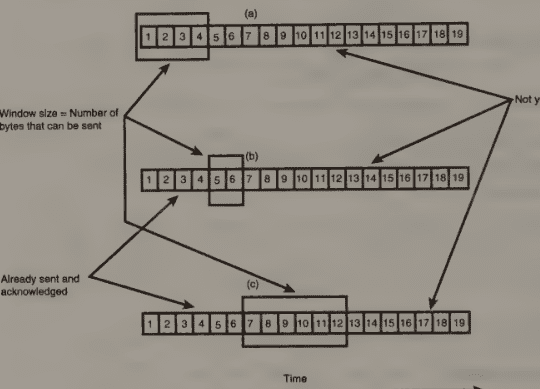 (a)
1 2 3 4 5 6 7 8 9 10 11 12 13 14 15 16 17 18 19
Window size = Number of
bytes that can be sent
Not y
(b)
1 2 3 4 5 6 7 8 9 10 11 12 13 14 15 16 17 18 19
Already sent and
acknowledged
(c)
1 2 3 4 5 6 7 8 9 10 11 12 13 14 15 16 17 18 19
Time